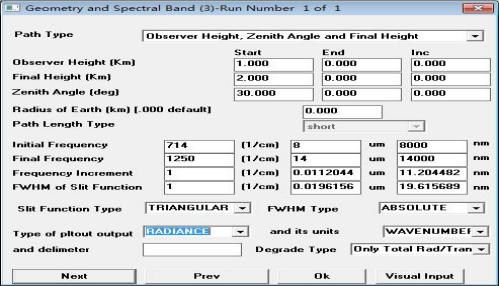 Geometry and Spectral Band (3)-Run Number 1 of 1
Path Type Observer Height, Zenith Angle and Final Height
Start End Inc
Observer Height (Km) 1.000 0.000 0.000
Final Height (Km) 2.000 0.000 0.000
Zenith Angle (deg) 30.000 0.000 0.000
Radius of Earth (km) [.000 default] 0.000
Path Length Type short
Initial Frequency 714 (1/cm) 8 um 8000 nm
Final Frequency 1250 (1/cm) 14 um 14000 nm
Frequency Increment 1 (1/cm) 0.0112044 um 11.204482 nm
FWHM of Slit Function 1 (1/cm) 0.0196156 um 19.615689 nm
Slit Function Type TRIANGULAR FWHM Type ABSOLUTE
Type of pltout output RADIANCE and its units WAVENUMBEF
and delimeter Degrade Type Only Total Rad/Tran
Next Prev Ok Visual Input